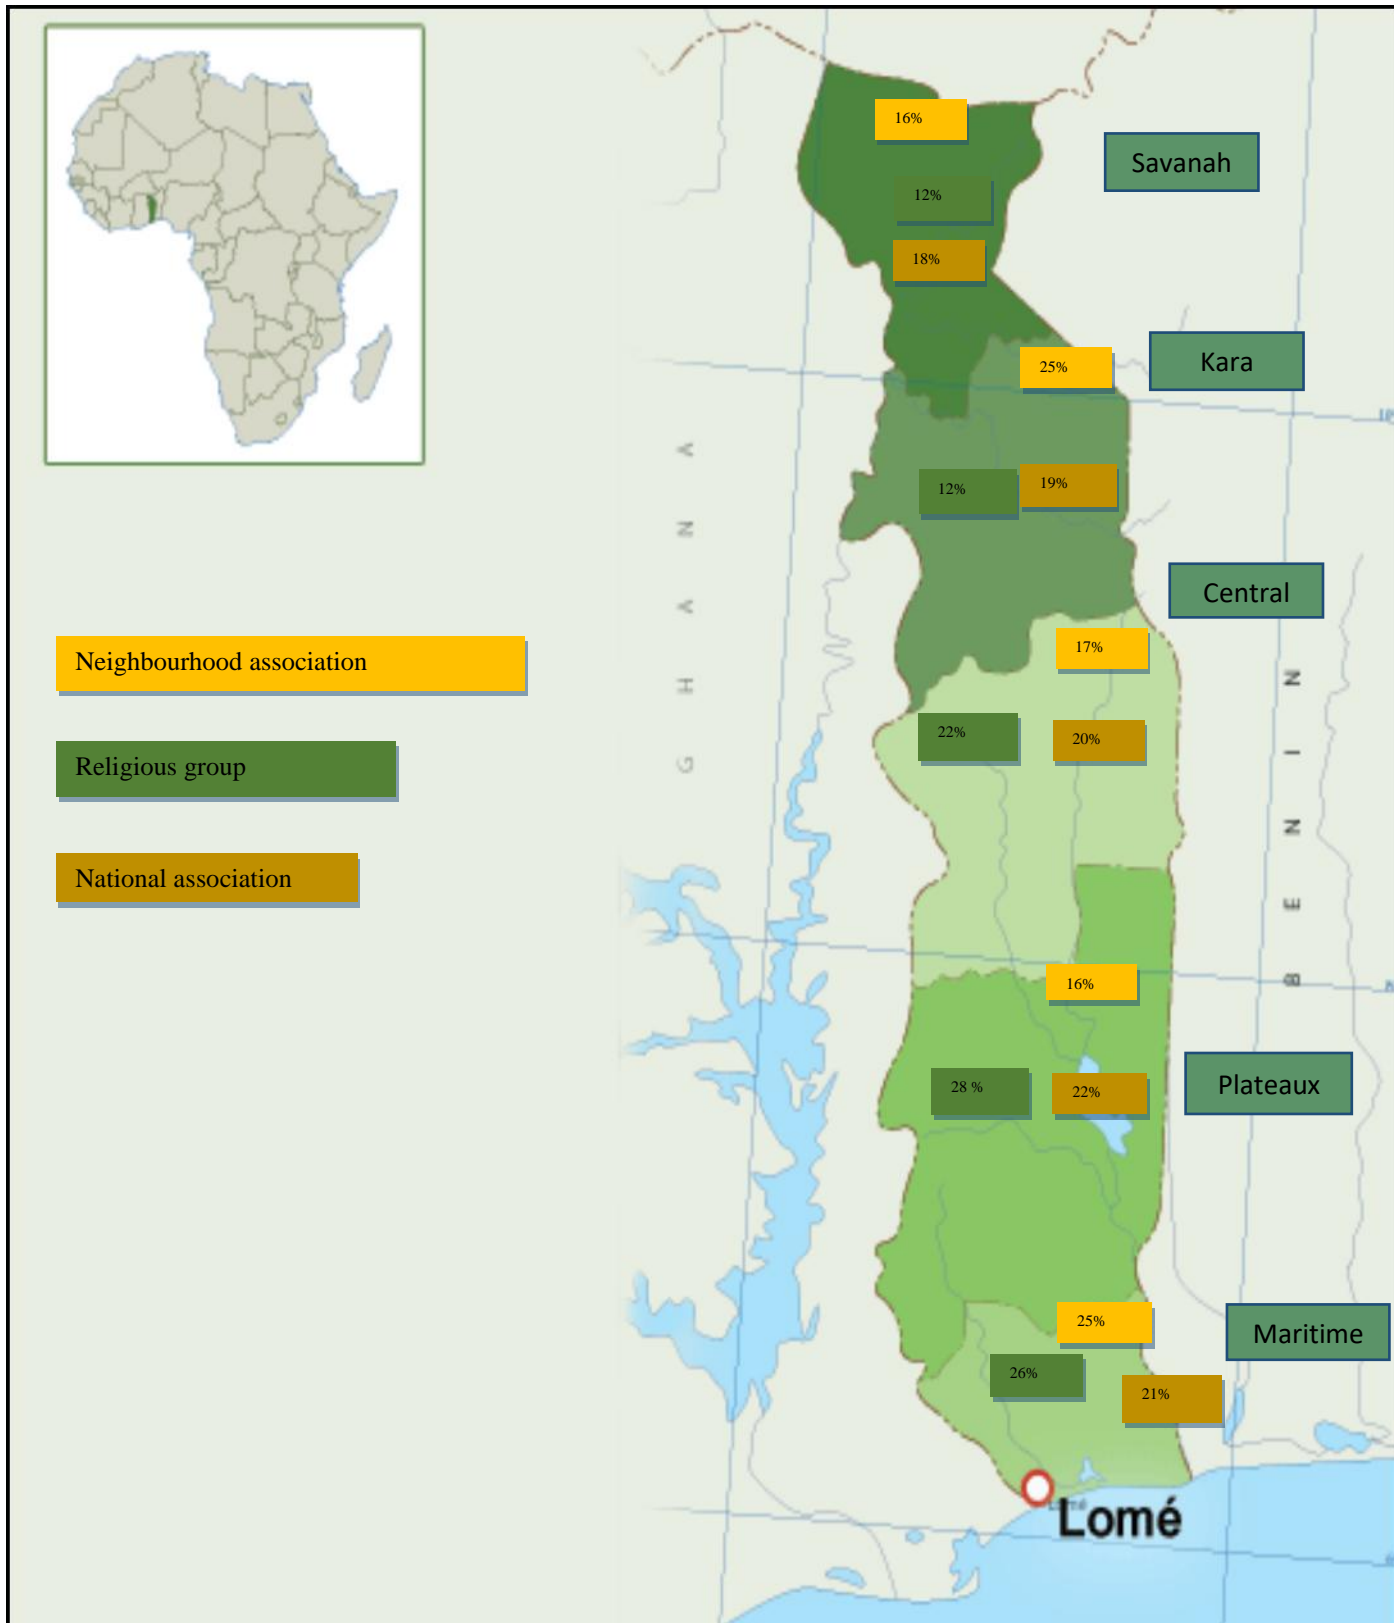 16%
Savanah
12%
18%
Kara
25%
12%
19%
GHANA
Central
17%
22%
20%
BENIN
16%
28 %
22%
Plateaux
25%
Maritime
26%
21%
Lomé
Neighbourhood association
Religious group
National association